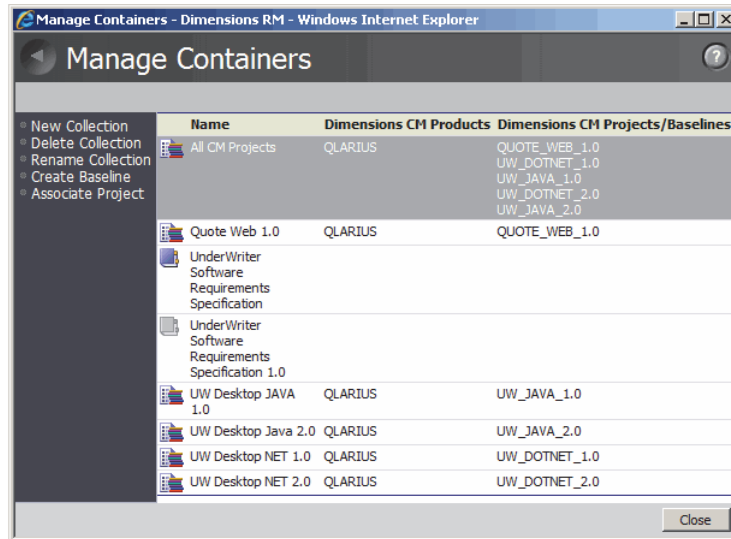 Manage Containers - Dimensions RM - Windows Internet Explorer
Manage Containers
?
New Collection
Delete Collection
Rename Collection
Create Baseline
Associate Project
Name Dimensions CM Products Dimensions CM Projects/Baselines
All CM Projects QLARIUS QUOTE_WEB_1.0
UW_DOTNET_1.0
UW_JAVA_1.0
UW_DOTNET_2.0
UW_JAVA_2.0
Quote Web 1.0 QLARIUS QUOTE_WEB_1.0
UnderWriter
Software
Requirements
Specification
UnderWriter
Software
Requirements
Specification 1.0
UW Desktop JAVA QLARIUS UW_JAVA_1.0
1.0
UW Desktop Java 2.0 QLARIUS UW_JAVA_2.0
UW Desktop NET 1.0 QLARIUS UW_DOTNET_1.0
UW Desktop NET 2.0 QLARIUS UW_DOTNET_2.0
Close